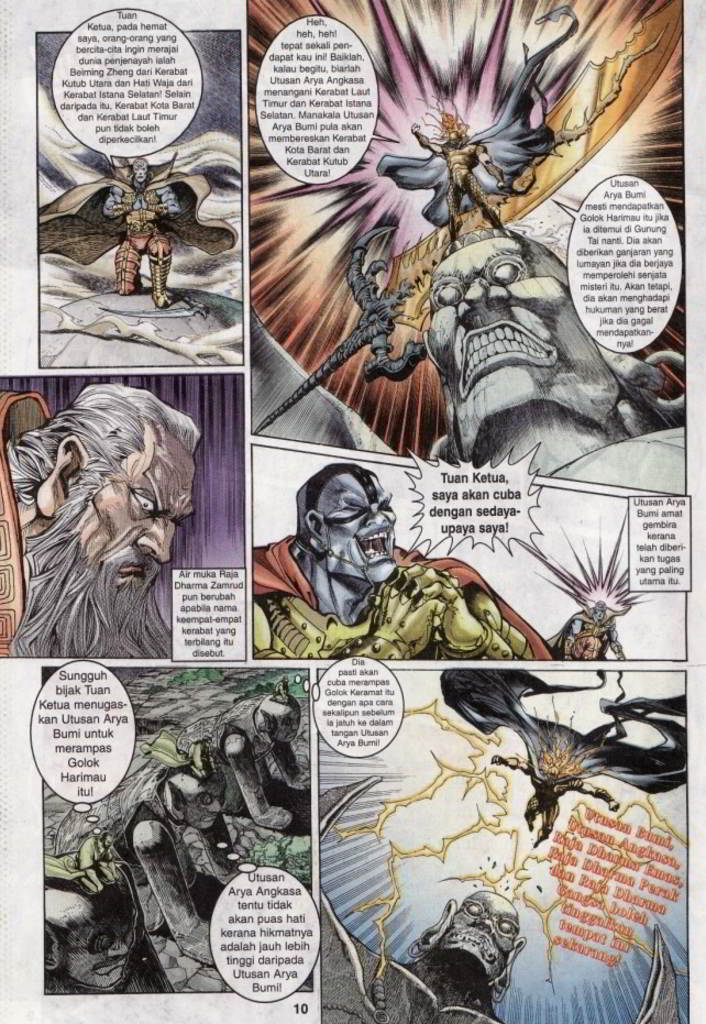 Tuan
Ketua, pada hemat
saya, orang-orang yang
bercita-cita ingin merajai
dunia penjenayah ialah
Beiming Zheng dari Kerabat
Kutub Utara dan Hati Waja dari
Kerabat Istana Selatan! Selain
daripada itu, Kerabat Kota Barat
dan Kerabat Laut Timur
pun tidak boleh
diperkecilkan!
Heh,
heh, heh!
tepat sekali pen-
dapat kau ini! Baiklah,
kalau begitu, biarlah
Utusan Arya Angkasa
menangani Kerabat Laut
Timur dan Kerabat Istana
Selatan. Manakala Utusan
Arya Bumi pula akan
membereskan Kerabat
Kota Barat dan
Kerabat Kutub
Utara!
Utusan
Arya Bumi
mesti mendapatkan
Golok Harimau itu jika
ia ditemui di Gunung
Tai nanti. Dia akan
diberikan ganjaran yang
lumayan jika dia berjaya
memperolehi senjata
misteri itu. Akan tetapi,
dia akan menghadapi
hukuman yang berat
jika dia gagal
mendapatkan-
nya!
Air muka Raja
Dharma Zamrud
pun berubah
apabila nama
keempat-empat
kerabat yang
terbilang itu
disebut.
Tuan Ketua,
saya akan cuba
dengan sedaya-
upaya saya!
Utusan Arya
Bumi amat
gembira
kerana
telah diberi-
kan tugas
yang paling
utama itu.
Sungguh
bijak Tuan
Ketua menugas-
kan Utusan Arya
Bumi untuk
merampas
Golok
Harimau
itu!
Utusan
Arya Angkasa
tentu tidak
akan puas hati
kerana hikmatnya
adalah jauh lebih
tinggi daripada
Utusan Arya
Bumi!
Dia
pasti akan
cuba merampas
Golok Keramat itu
dengan apa cara
sekalipun sebelum
ia jatuh ke dalam
tangan Utusan
Arya Bumi!
Utusan Bumi,
Utusan Angkasa,
Raja Dharma Emas,
Raja Dharma Perak
dan Raja Dharma
Gangsa, boleh
tinggalkan
tempat ini
sekarang!
10